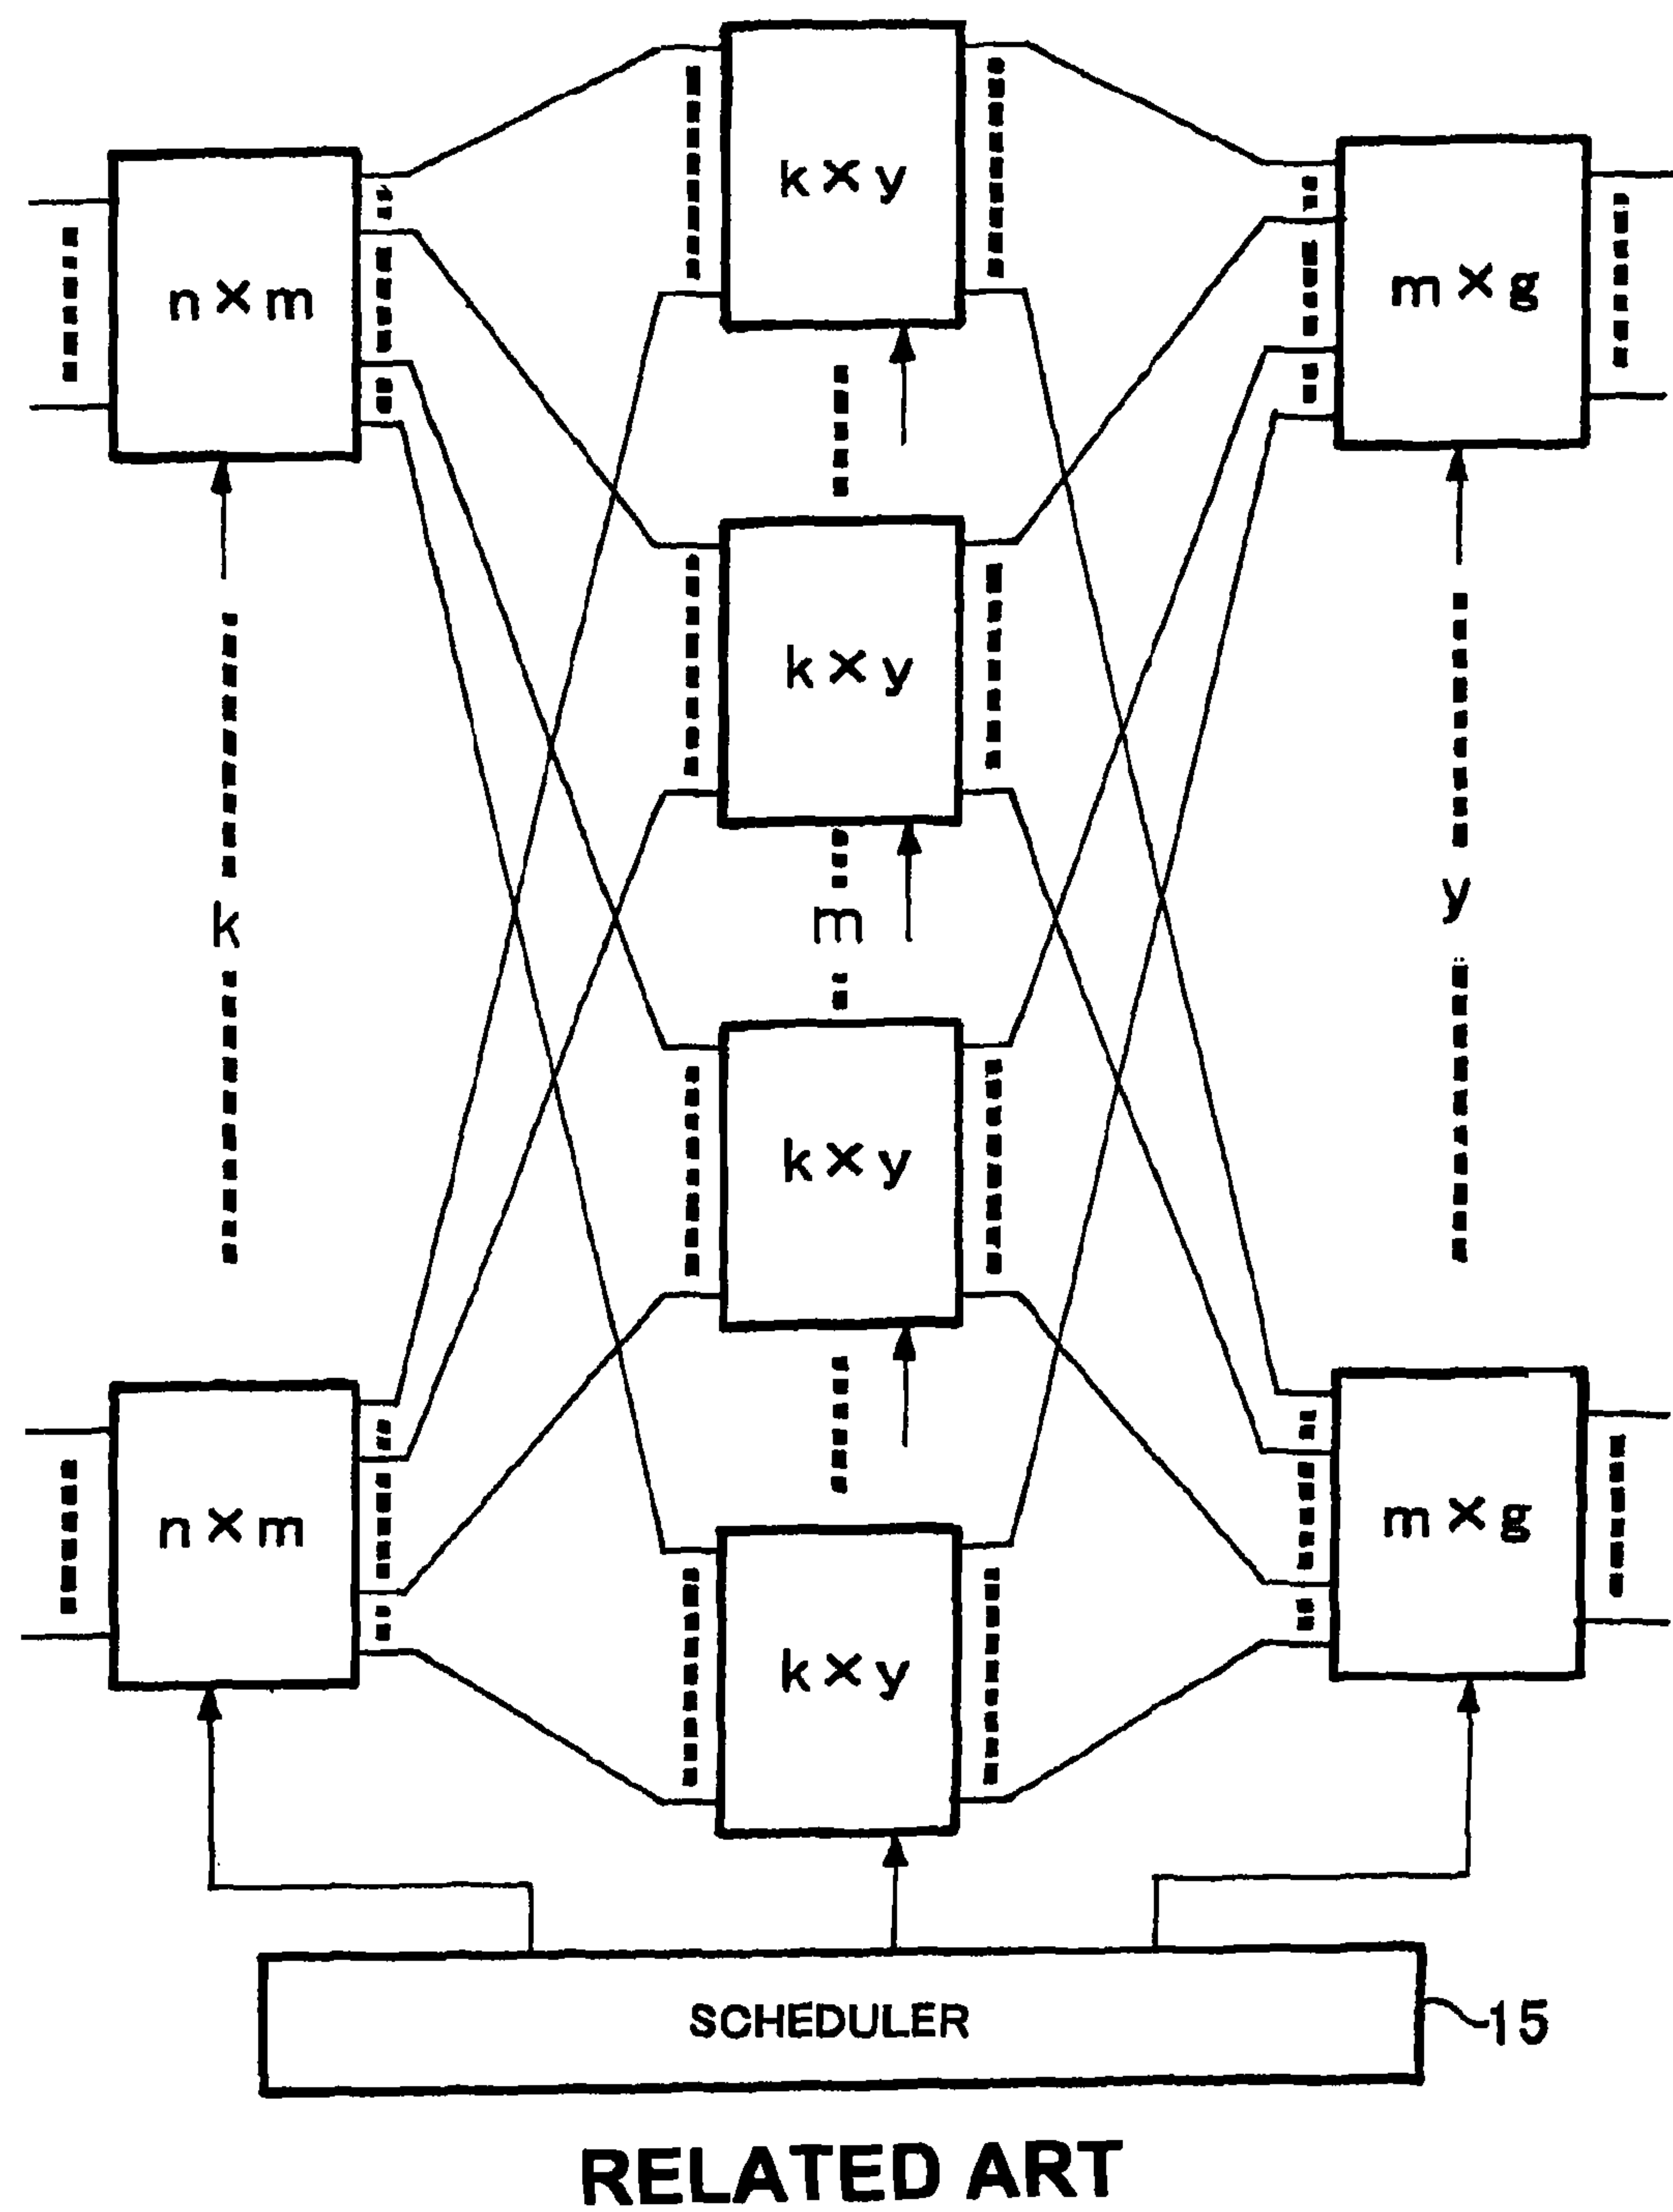 k×y
n×m
m×g
k×y
k
m
y
k×y
n×m
m×g
k×y
SCHEDULER
15
RELATED ART